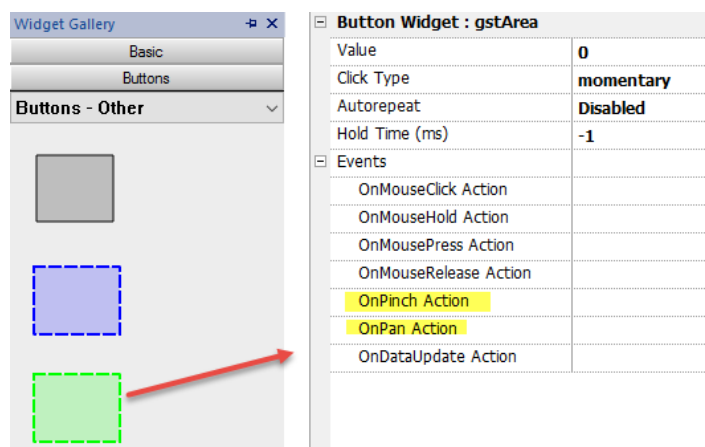 Widget Gallery
Basic
Buttons
Buttons - Other
Button Widget : gstArea
Value 0
Click Type momentary
Autorepeat Disabled
Hold Time (ms) -1
Events
OnMouseClick Action
OnMouseHold Action
OnMousePress Action
OnMouseRelease Action
OnPinch Action
OnPan Action
OnDataUpdate Action